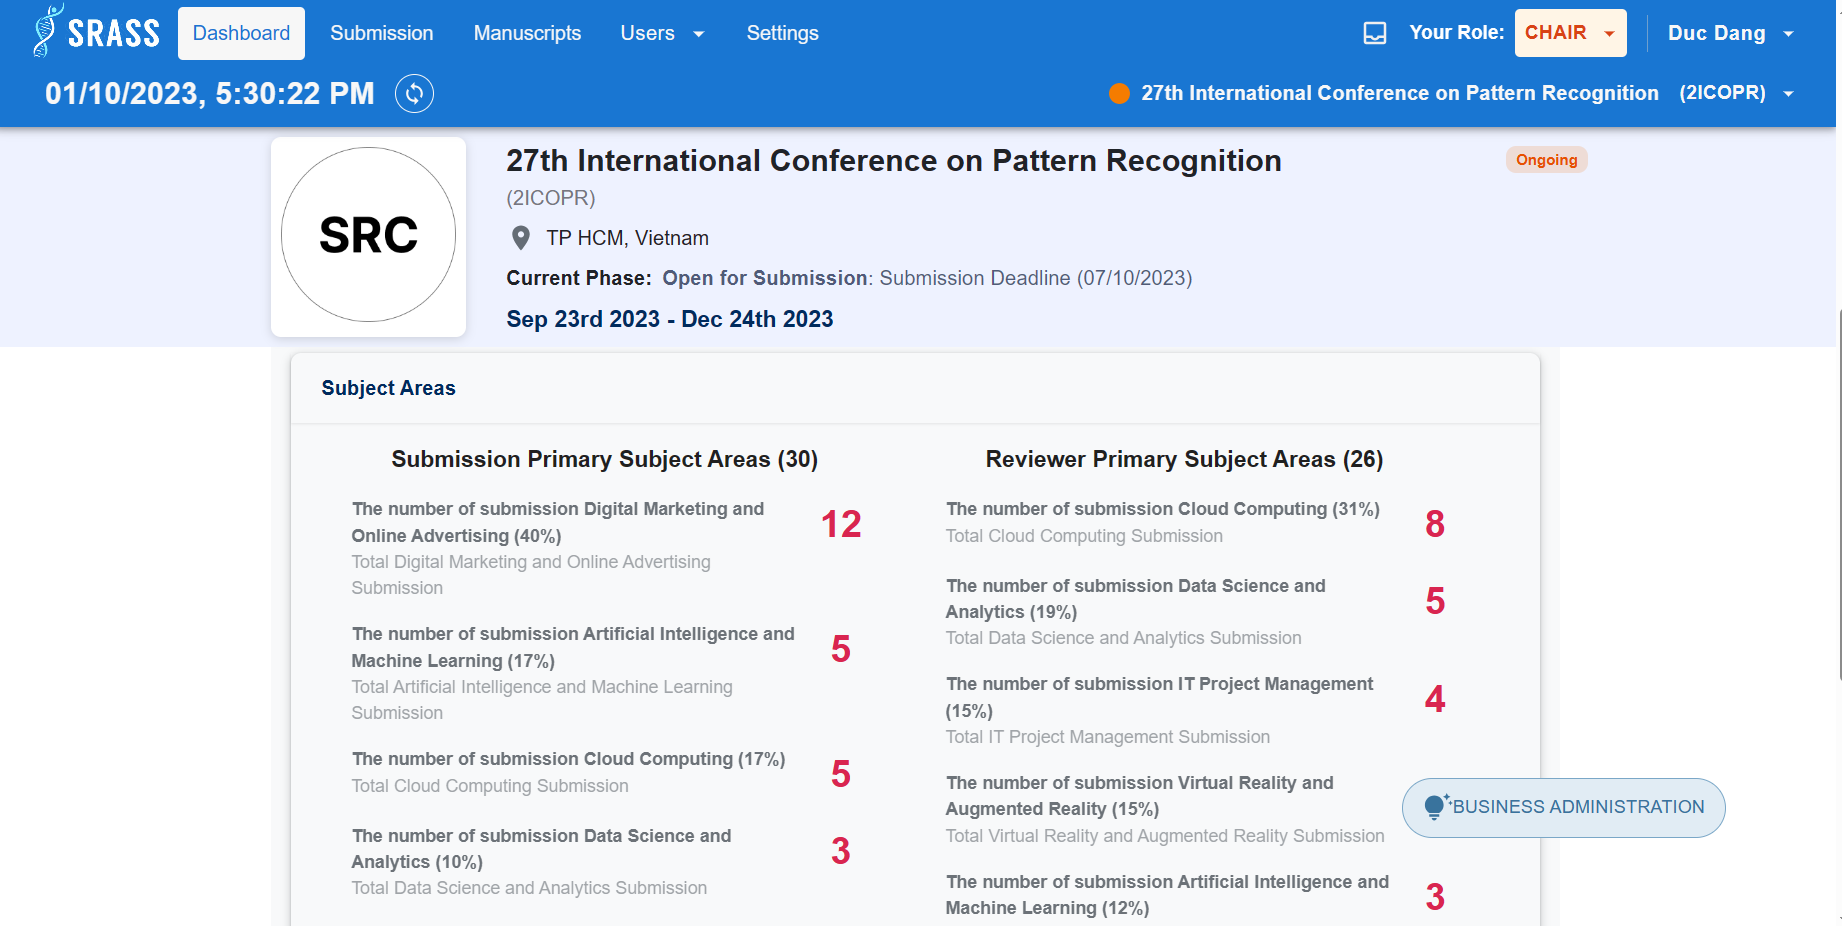 SRASS
Dashboard
Submission
Manuscripts
Users
Settings
Your Role:
CHAIR
Duc Dang
01/10/2023, 5:30:22 PM
27th International Conference on Pattern Recognition (2ICOPR)
SRC
27th International Conference on Pattern Recognition
Ongoing
(2ICOPR)
TP HCM, Vietnam
Current Phase: Open for Submission: Submission Deadline (07/10/2023)
Sep 23rd 2023 - Dec 24th 2023
Subject Areas
Submission Primary Subject Areas (30)
The number of submission Digital Marketing and
Online Advertising (40%)
12
Total Digital Marketing and Online Advertising
Submission
The number of submission Artificial Intelligence and
Machine Learning (17%)
5
Total Artificial Intelligence and Machine Learning
Submission
The number of submission Cloud Computing (17%)
5
Total Cloud Computing Submission
The number of submission Data Science and
Analytics (10%)
3
Total Data Science and Analytics Submission
Reviewer Primary Subject Areas (26)
The number of submission Cloud Computing (31%)
8
Total Cloud Computing Submission
The number of submission Data Science and
Analytics (19%)
5
Total Data Science and Analytics Submission
The number of submission IT Project Management
(15%)
4
Total IT Project Management Submission
The number of submission Virtual Reality and
Augmented Reality (15%)
Total Virtual Reality and Augmented Reality Submission
The number of submission Artificial Intelligence and
Machine Learning (12%)
3
BUSINESS ADMINISTRATION